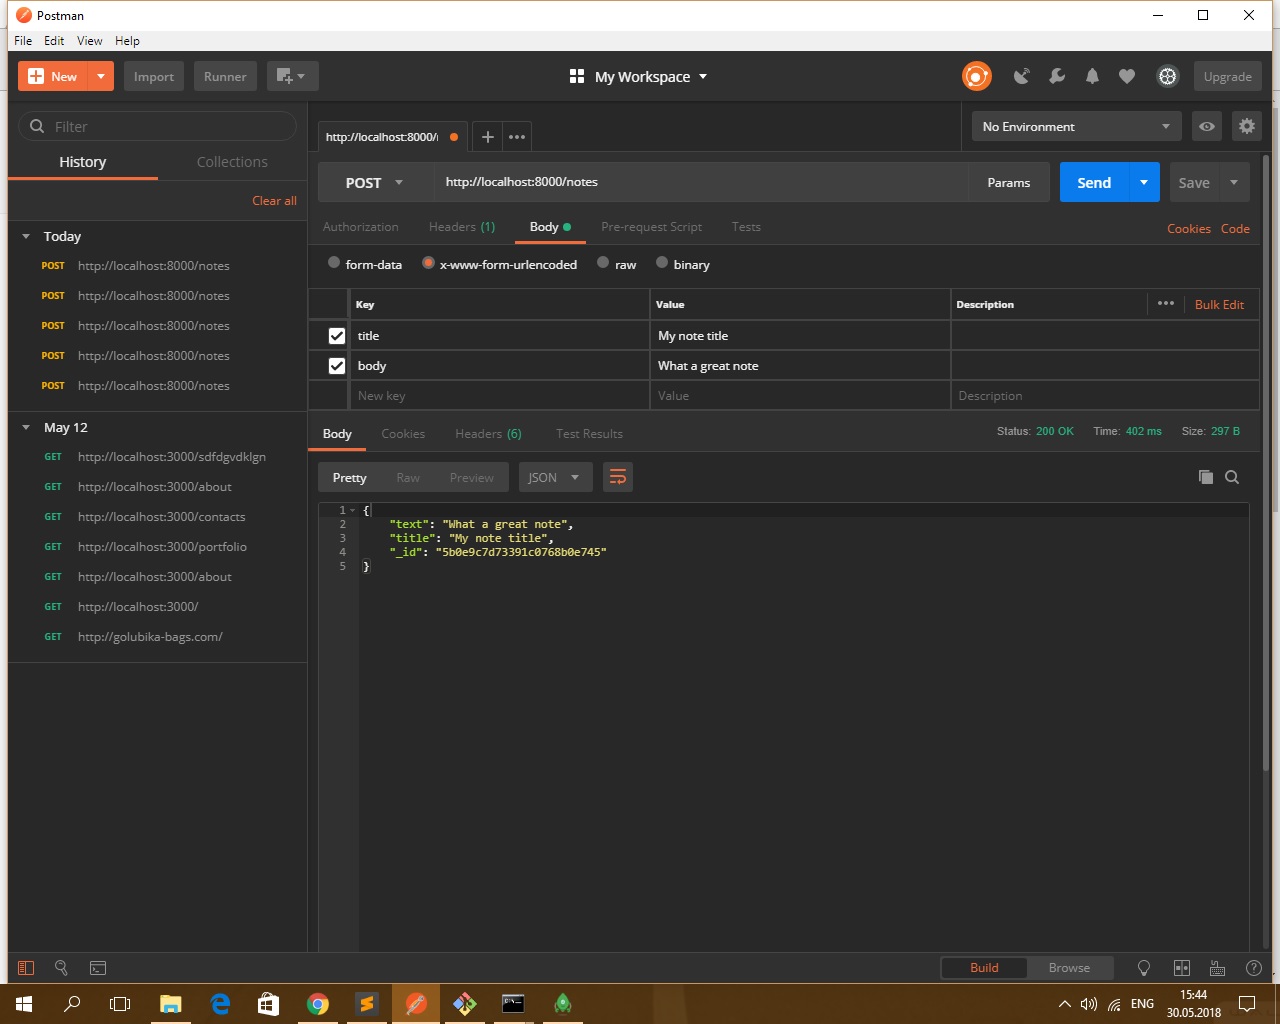 Postman
File Edit View Help
New Import Runner My Workspace Upgrade
Filter
History Collections
Clear all
Today
POST http://localhost:8000/notes
POST http://localhost:8000/notes
POST http://localhost:8000/notes
POST http://localhost:8000/notes
POST http://localhost:8000/notes
May 12
GET http://localhost:3000/sdfdgvdklgn
GET http://localhost:3000/about
GET http://localhost:3000/contacts
GET http://localhost:3000/portfolio
GET http://localhost:3000/about
GET http://localhost:3000/
GET http://golubika-bags.com/
http://localhost:8000/ No Environment
POST http://localhost:8000/notes Params Send Save
Authorization Headers (1) Body Pre-request Script Tests Cookies Code
form-data x-www-form-urlencoded raw binary
Key Value Description Bulk Edit
title My note title
body What a great note
New key Value Description
Body Cookies Headers (6) Test Results Status: 200 OK Time: 402 ms Size: 297 B
Pretty Raw Preview JSON
1 {
2 "text": "What a great note",
3 "title": "My note title",
4 "_id": "5b0e9c7d73391c0768b0e745"
5 }
Build Browse
ENG 15:44
30.05.2018